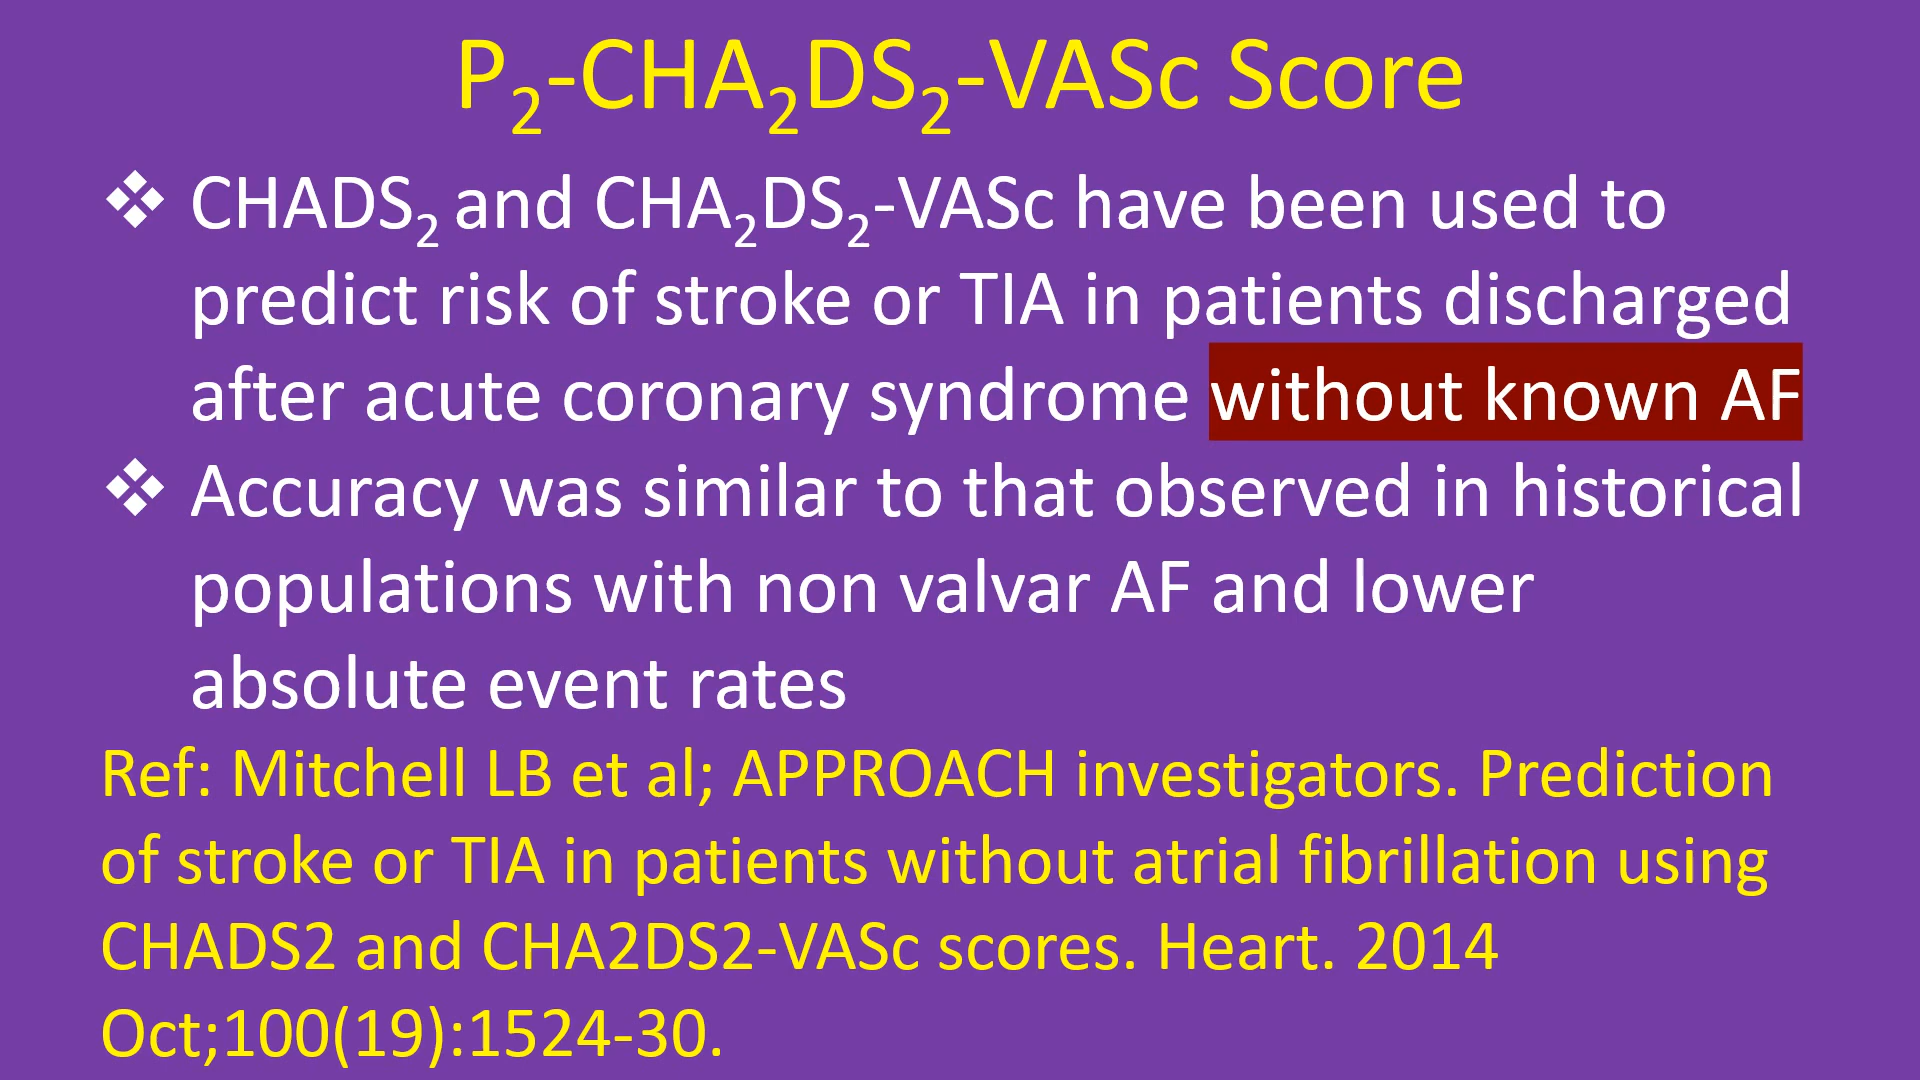 P₂-CHA₂DS₂-VASc Score
❖ CHADS₂ and CHA₂DS₂-VASc have been used to
predict risk of stroke or TIA in patients discharged
after acute coronary syndrome without known AF
❖ Accuracy was similar to that observed in historical
populations with non valvar AF and lower
absolute event rates
Ref: Mitchell LB et al; APPROACH investigators. Prediction
of stroke or TIA in patients without atrial fibrillation using
CHADS2 and CHA2DS2-VASc scores. Heart. 2014
Oct;100(19):1524-30.